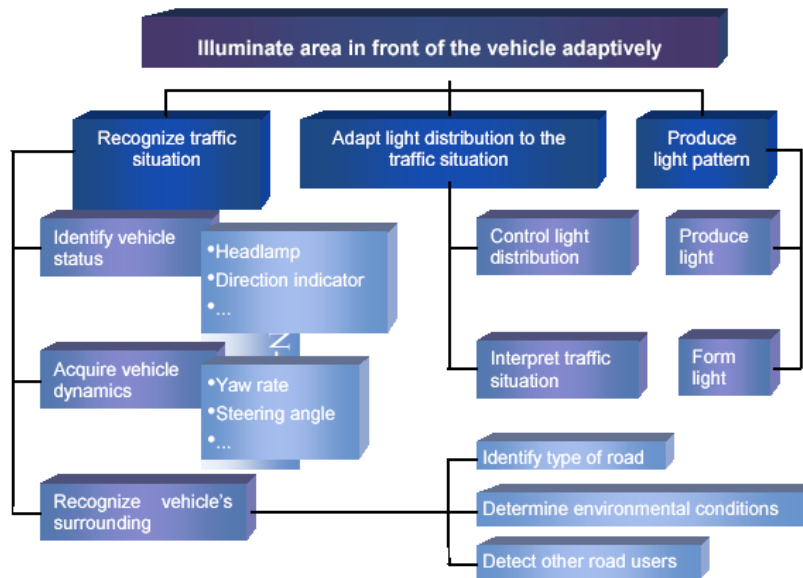 Illuminate area in front of the vehicle adaptively
Recognize traffic
situation
Adapt light distribution to the
traffic situation
Produce
light pattern
Identify vehicle
status
•Headlamp
•Direction indicator
•...
Control light
distribution
Produce
light
Acquire vehicle
dynamics
•Yaw rate
•Steering angle
•...
Interpret traffic
situation
Form
light
Recognize vehicle's
surrounding
Identify type of road
Determine environmental conditions
Detect other road users